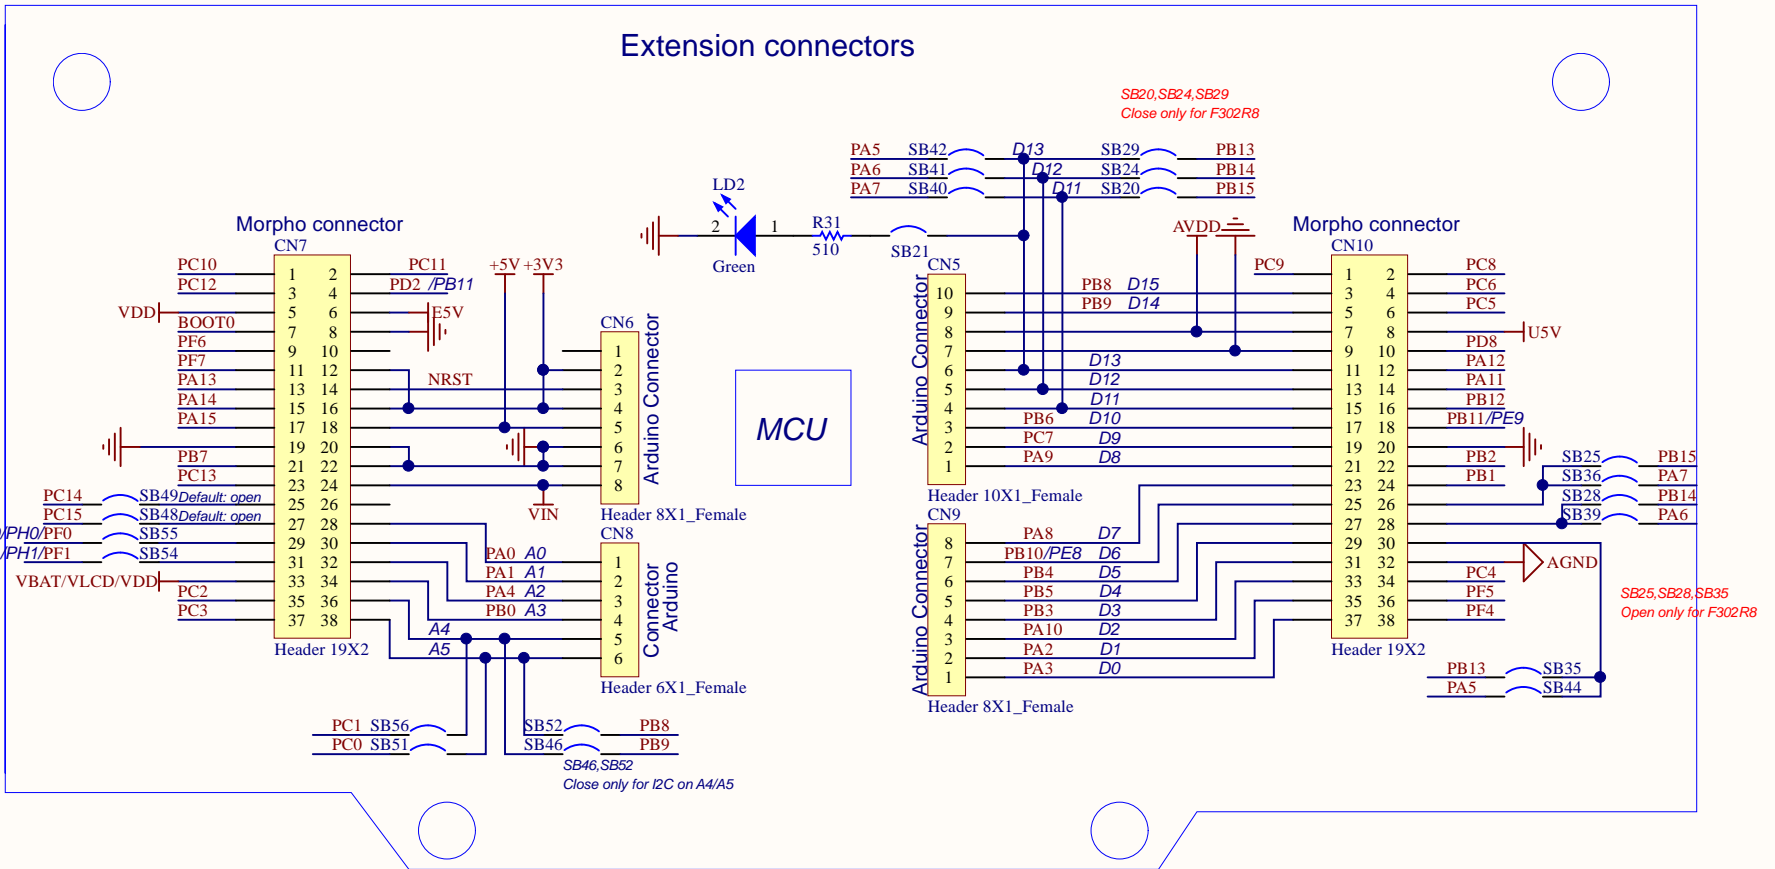 Extension connectors
SB20,SB24,SB29
Close only for F302R8
PA5 SB42 D13 SB29 PB13
PA6 SB41 D12 SB24 PB14
PA7 SB40 D11 SB20 PB15
LD2
2 1 R31
510
SB21
Green
Morpho connector
CN7
PC10 1 2 PC11
PC12 3 4 PD2 /PB11
VDD 5 6 E5V
BOOT0 7 8
PF6 9 10
PF7 11 12
PA13 13 14 NRST
PA14 15 16
PA15 17 18
19 20
PB7 21 22
PC13 23 24
PC14 SB49 Default: open 25 26
PC15 SB48 Default: open 27 28
/PH0/PF0 SB55 29 30
/PH1/PF1 SB54 31 32
VBAT/VLCD/VDD 33 34
PC2 35 36
PC3 37 38
Header 19X2
+5V +3V3
CN6
1
2
3
4
5
6
7
8
Arduino Connector
VIN
Header 8X1_Female
CN8
PA0 A0 1
PA1 A1 2
PA4 A2 3
PB0 A3 4
A4 5
A5 6
Connector
Arduino
Header 6X1_Female
PC1 SB56 SB52 PB8
PC0 SB51 SB46 PB9
SB46,SB52
Close only for I2C on A4/A5
MCU
AVDD
CN5
Arduino Connector
10 PB8 D15
9 PB9 D14
8
7
6 D13
5 D12
4 D11
3 PB6 D10
2 PC7 D9
1 PA9 D8
Header 10X1_Female
CN9
Arduino Connector
8 PA8 D7
7 PB10/PE8 D6
6 PB4 D5
5 PB5 D4
4 PB3 D3
3 PA10 D2
2 PA2 D1
1 PA3 D0
Header 8X1_Female
Morpho connector
CN10
PC9 1 2 PC8
3 4 PC6
5 6 PC5
7 8 U5V
9 10 PD8
11 12 PA12
13 14 PA11
15 16 PB12
17 18 PB11/PE9
19 20
21 22 PB2
23 24 PB1
25 26
27 28
29 30
31 32 AGND
33 34 PC4
35 36 PF5
37 38 PF4
Header 19X2
SB25 PB15
SB36 PA7
SB28 PB14
SB39 PA6
SB25,SB28,SB35
Open only for F302R8
PB13 SB35
PA5 SB44